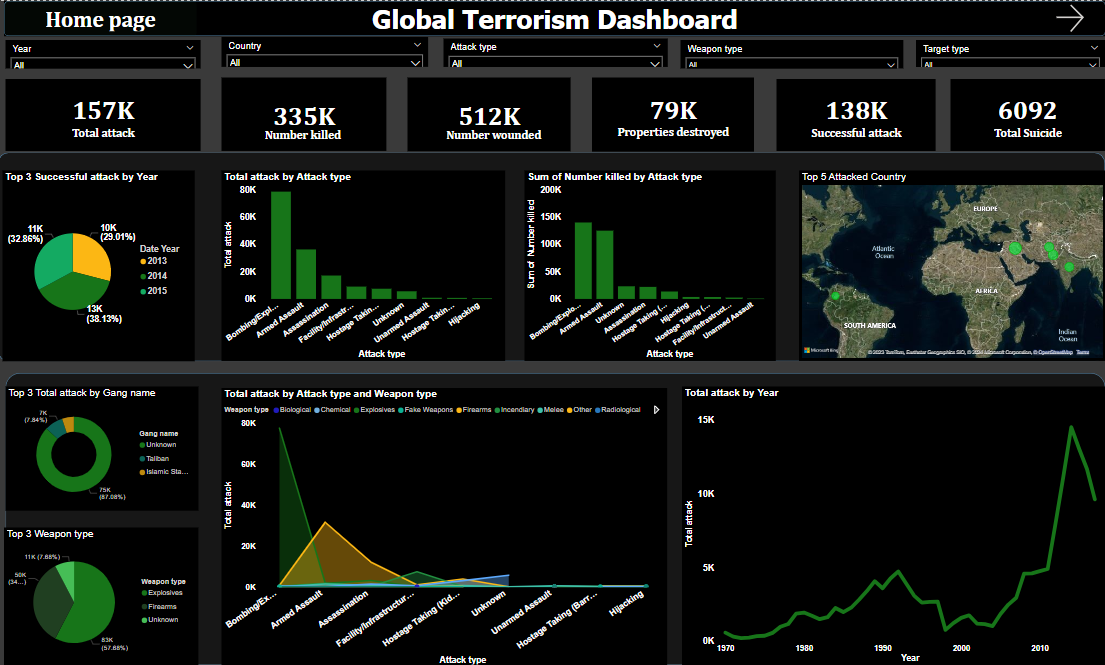 Home page
Global Terrorism Dashboard
Year
All
Country
All
Attack type
All
Weapon type
All
Target type
All
157K
Total attack
335K
Number killed
512K
Number wounded
79K
Properties destroyed
138K
Successful attack
6092
Total Suicide
Top 3 Successful attack by Year
11K
(32.86%)
10K
(29.01%)
13K
(38.13%)
Date Year
2013
2014
2015
Total attack by Attack type
Total attack
80K
60K
40K
20K
0K
Bombing/Expl...
Armed Assault
Assassination
Facility/Infrastr...
Hostage Takin...
Unknown
Unarmed Assault
Hostage Takin...
Hijacking
Attack type
Sum of Number killed by Attack type
Sum of Number killed
200K
150K
100K
50K
0K
Bombing/Explo...
Armed Assault
Unknown
Assassination
Hostage Taking (...
Hijacking
Hostage Taking (...
Facility/Infrastruct...
Unarmed Assault
Attack type
Top 5 Attacked Country
EUROPE
Atlantic
Ocean
AFRICA
SOUTH AMERICA
Indian
Ocean
Microsoft Bing
© 2023 TomTom, Earthstar Geographics SIO, © 2024 Microsoft Corporation, © OpenStreetMap Terms
Top 3 Total attack by Gang name
7K
(7.84%)
75K
(87.08%)
Gang name
Unknown
Taliban
Islamic Sta...
Top 3 Weapon type
11K (7.68%)
50K
(34...)
83K
(57.68%)
Weapon type
Explosives
Firearms
Unknown
Total attack by Attack type and Weapon type
Weapon type Biological Chemical Explosives Fake Weapons Firearms Incendiary Melee Other Radiological
Total attack
80K
60K
40K
20K
0K
Bombing/Ex...
Armed Assault
Assassination
Facility/Infrastructur...
Hostage Taking (Kid...
Unknown
Unarmed Assault
Hostage Taking (Barr...
Hijacking
Attack type
Total attack by Year
Total attack
15K
10K
5K
0K
1970
1980
1990
2000
2010
Year